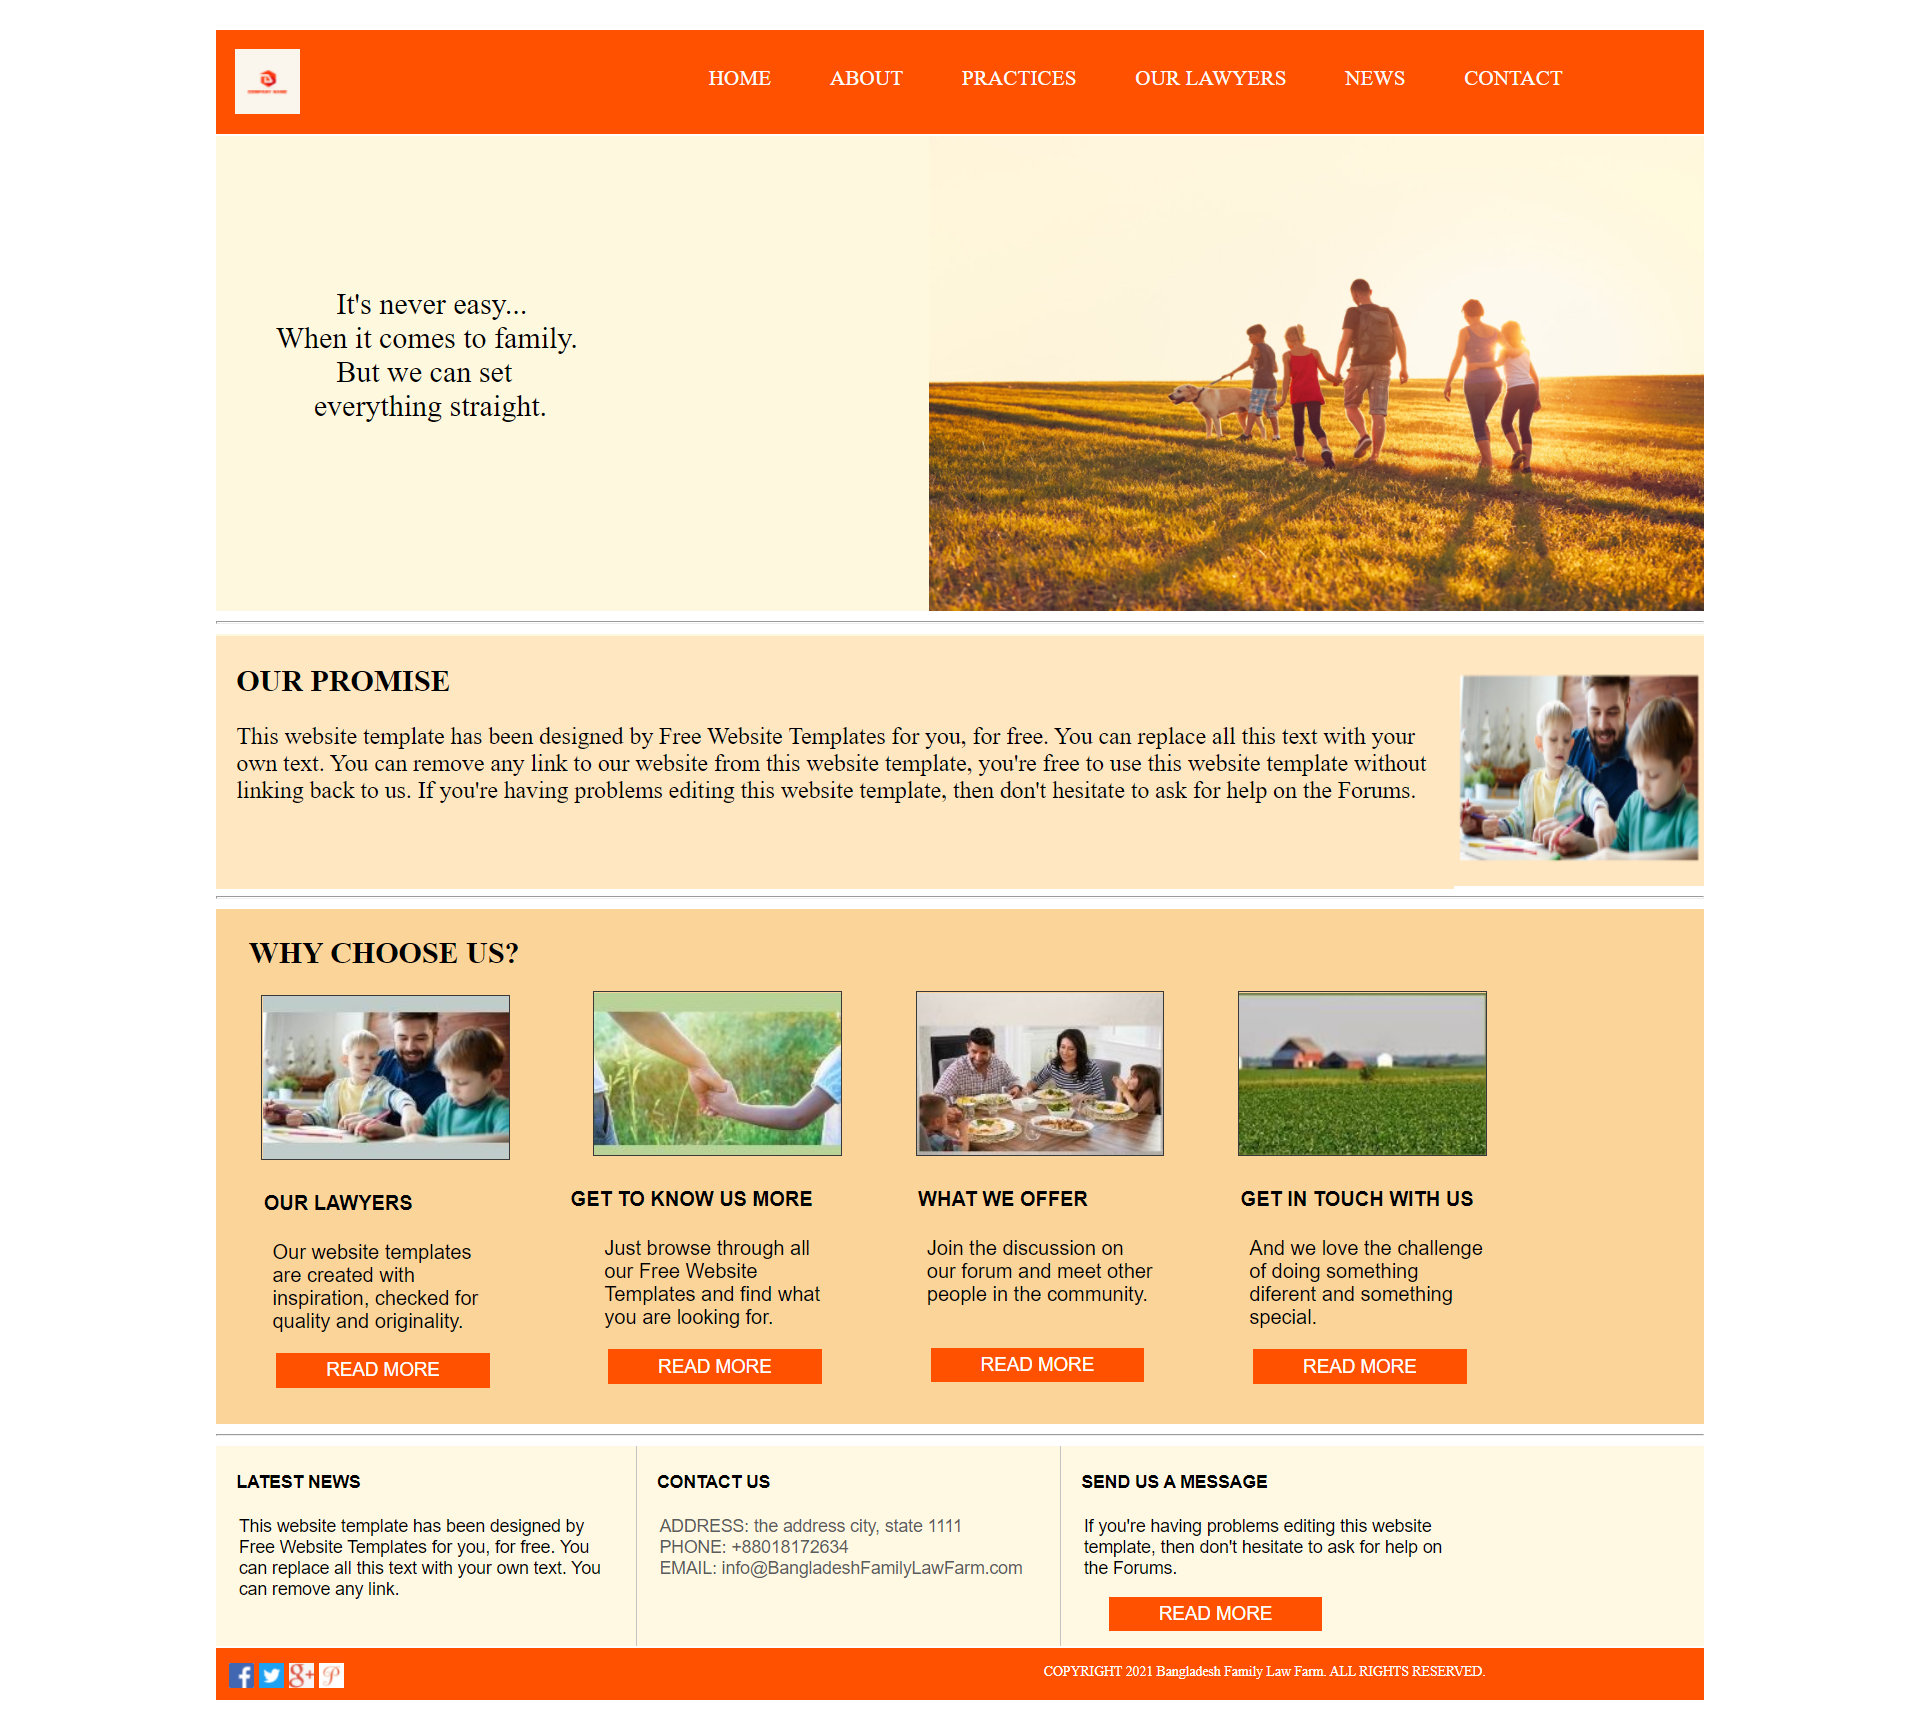 HOME ABOUT PRACTICES OUR LAWYERS NEWS CONTACT
It's never easy...
When it comes to family.
But we can set
everything straight.
OUR PROMISE
This website template has been designed by Free Website Templates for you, for free. You can replace all this text with your
own text. You can remove any link to our website from this website template, you're free to use this website template without
linking back to us. If you're having problems editing this website template, then don't hesitate to ask for help on the Forums.
WHY CHOOSE US?
OUR LAWYERS
Our website templates
are created with
inspiration, checked for
quality and originality.
READ MORE
GET TO KNOW US MORE
Just browse through all
our Free Website
Templates and find what
you are looking for.
READ MORE
WHAT WE OFFER
Join the discussion on
our forum and meet other
people in the community.
READ MORE
GET IN TOUCH WITH US
And we love the challenge
of doing something
diferent and something
special.
READ MORE
LATEST NEWS
This website template has been designed by
Free Website Templates for you, for free. You
can replace all this text with your own text. You
can remove any link.
CONTACT US
ADDRESS: the address city, state 1111
PHONE: +88018172634
EMAIL: info@BangladeshFamilyLawFarm.com
SEND US A MESSAGE
If you're having problems editing this website
template, then don't hesitate to ask for help on
the Forums.
READ MORE
COPYRIGHT 2021 Bangladesh Family Law Farm. ALL RIGHTS RESERVED.